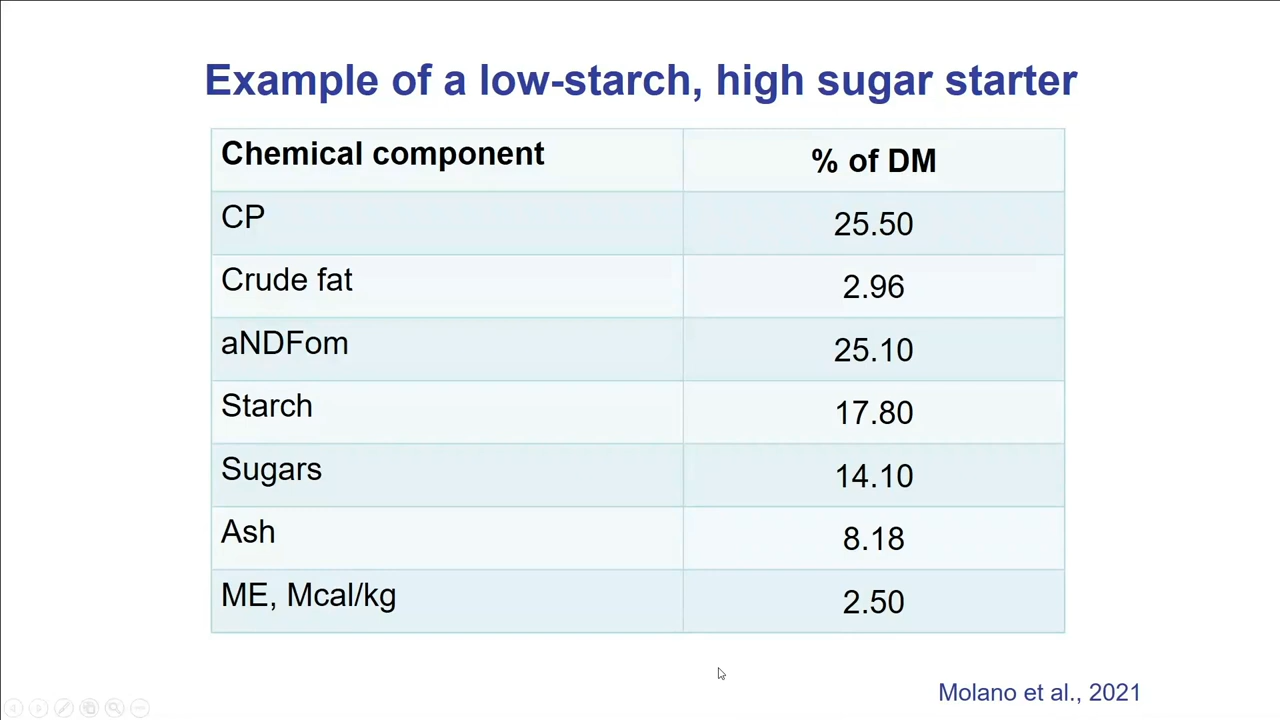 Example of a low-starch, high sugar starter
Chemical component % of DM
CP 25.50
Crude fat 2.96
aNDFom 25.10
Starch 17.80
Sugars 14.10
Ash 8.18
ME, Mcal/kg 2.50
Molano et al., 2021